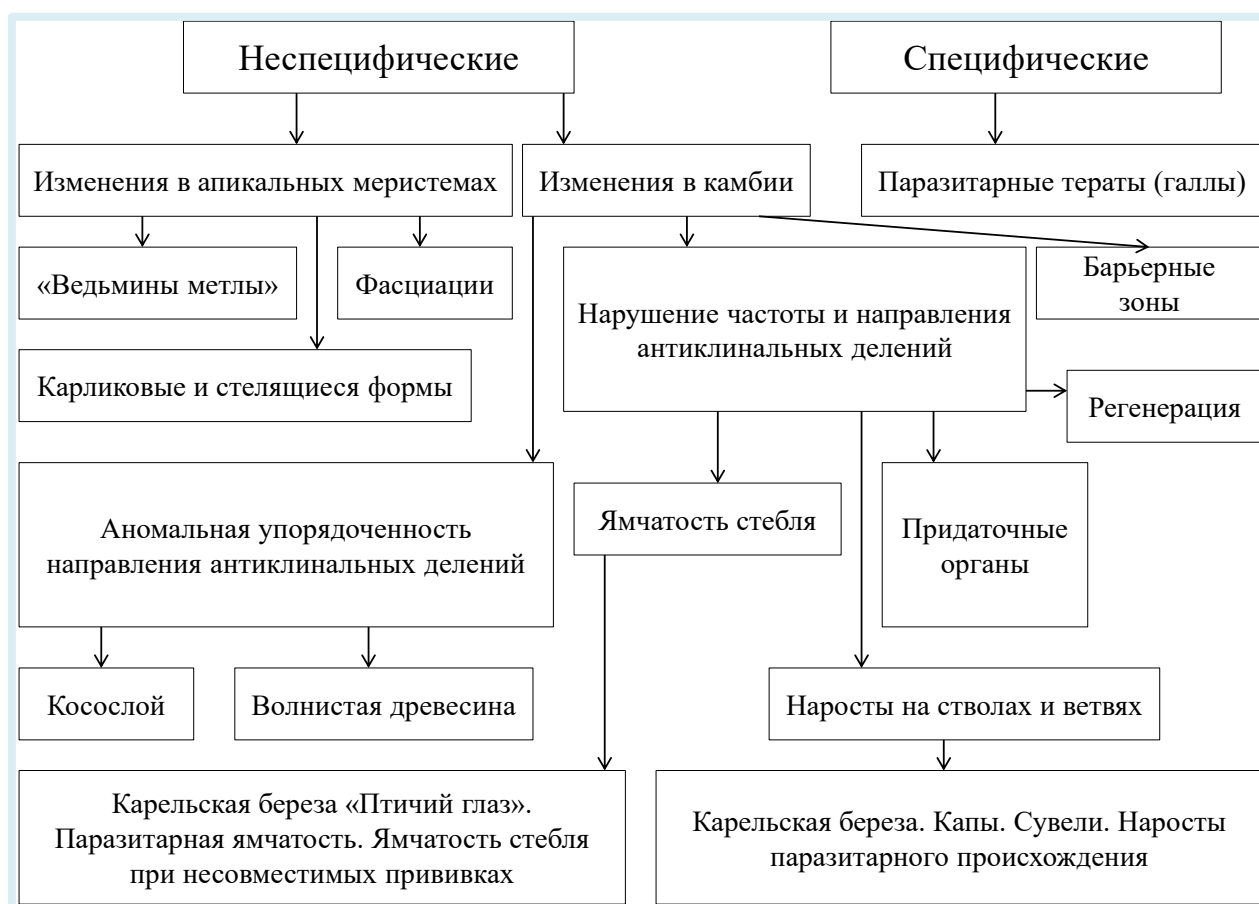 Неспецифические
Специфические
Изменения в апикальных меристемах
Изменения в камбии
Паразитарные тераты (галлы)
«Ведьмины метлы»
Фасциации
Нарушение частоты и направления
антиклинальных делений
Барьерные
зоны
Карликовые и стелящиеся формы
Регенерация
Аномальная упорядоченность
направления антиклинальных делений
Ямчатость стебля
Придаточные
органы
Косослой
Волнистая древесина
Наросты на стволах и ветвях
Карельская береза «Птичий глаз».
Паразитарная ямчатость. Ямчатость стебля
при несовместимых прививках
Карельская береза. Капы. Сувели. Наросты
паразитарного происхождения